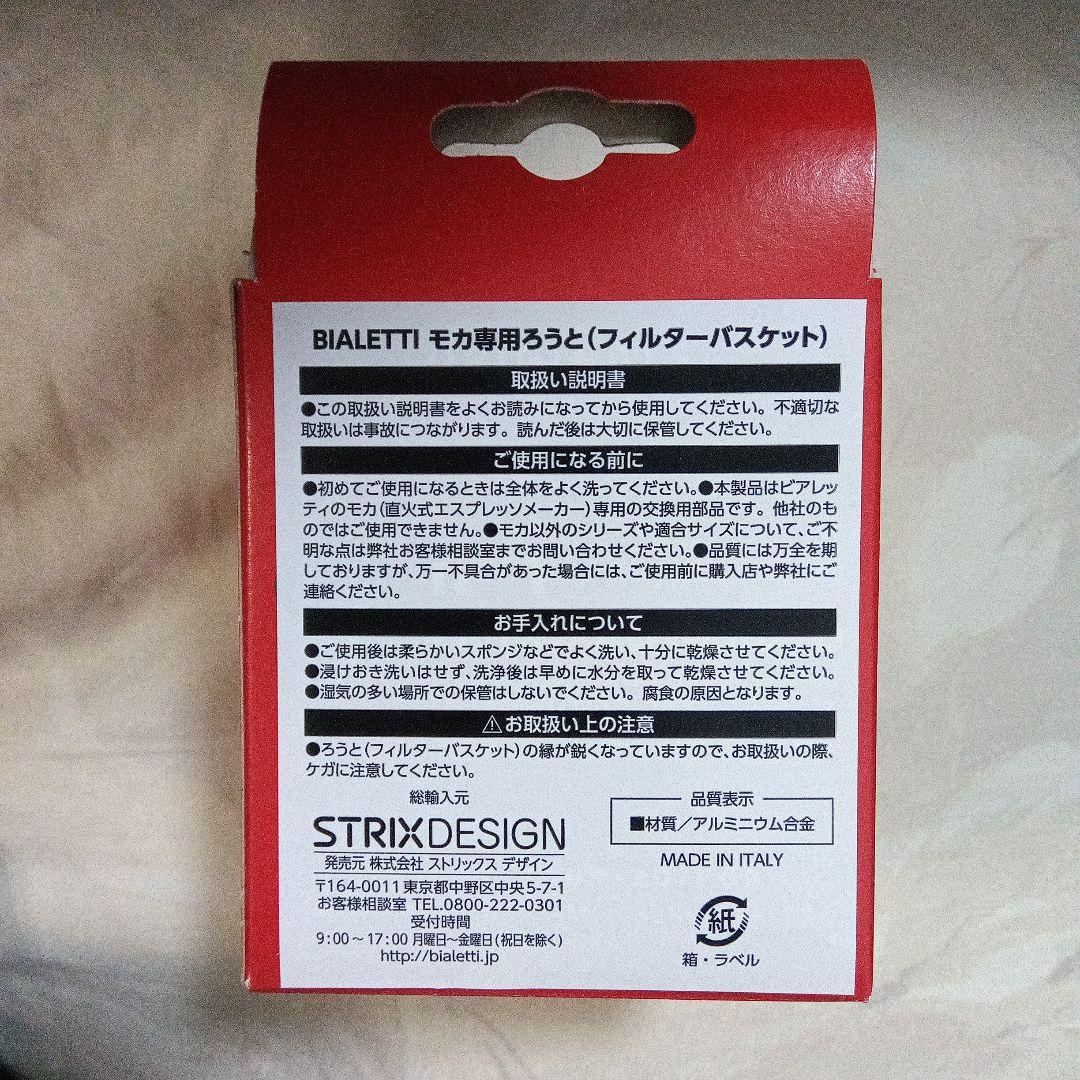 BIALETTI モカ専用ろうと(フィルターバスケット)
取扱い説明書
●この取扱い説明書をよくお読みになってから使用してください。不適切な
取扱いは事故につながります。読んだ後は大切に保管してください。
ご使用になる前に
●初めてご使用になるときは全体をよく洗ってください。●本製品はビアレッ
ティのモカ(直火式エスプレッソメーカー)専用の交換用部品です。他社のも
のではご使用できません。●モカ以外のシリーズや適合サイズについて、ご不
明な点は弊社お客様相談室までお問い合わせください。●品質には万全を期
しておりますが、万一不具合があった場合には、ご使用前に購入店や弊社にご
連絡ください。
お手入れについて
●ご使用後は柔らかいスポンジなどでよく洗い、十分に乾燥させてください。
●浸けおき洗いはせず、洗浄後は早めに水分を取って乾燥させてください。
●湿気の多い場所での保管はしないでください。腐食の原因となります。
⚠お取扱い上の注意
●ろうと(フィルターバスケット)の縁が鋭くなっていますので、お取扱いの際、
ケガに注意してください。
総輸入元
STRIXDESIGN
発売元 株式会社 ストリックス デザイン
〒164-0011 東京都中野区中央5-7-1
お客様相談室 TEL.0800-222-0301
受付時間
9:00〜17:00 月曜日〜金曜日(祝日を除く)
http://bialetti.jp
品質表示
■材質/アルミニウム合金
MADE IN ITALY
紙
箱・ラベル